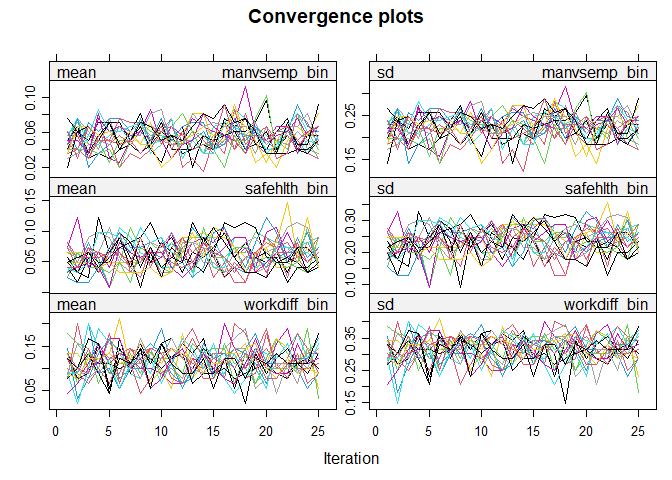 Convergence plots
mean manvsemp_bin sd manvsemp_bin
0.02 0.06 0.10
0.15 0.25
mean safehlth_bin sd safehlth_bin
0.05 0.10 0.15
0.10 0.20 0.30
mean workdiff_bin sd workdiff_bin
0.05 0.15
0.15 0.25 0.35
0 5 10 15 20 25 0 5 10 15 20 25
Iteration